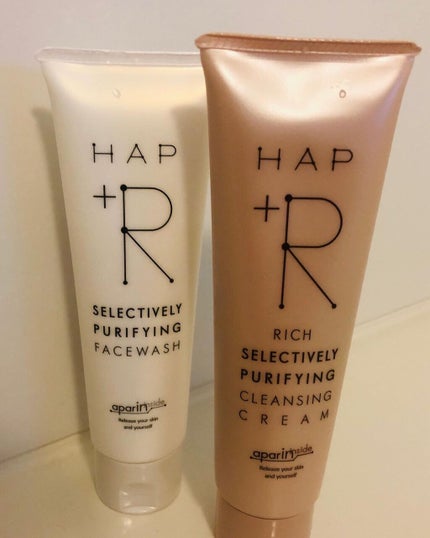 HAP
+R
SELECTIVELY
PURIFYING
FACEWASH
aparinside
Release your skin
and yourself
HAP
+R
RICH
SELECTIVELY
PURIFYING
CLEANSING
CREAM
aparinside
Release your skin
and yourself